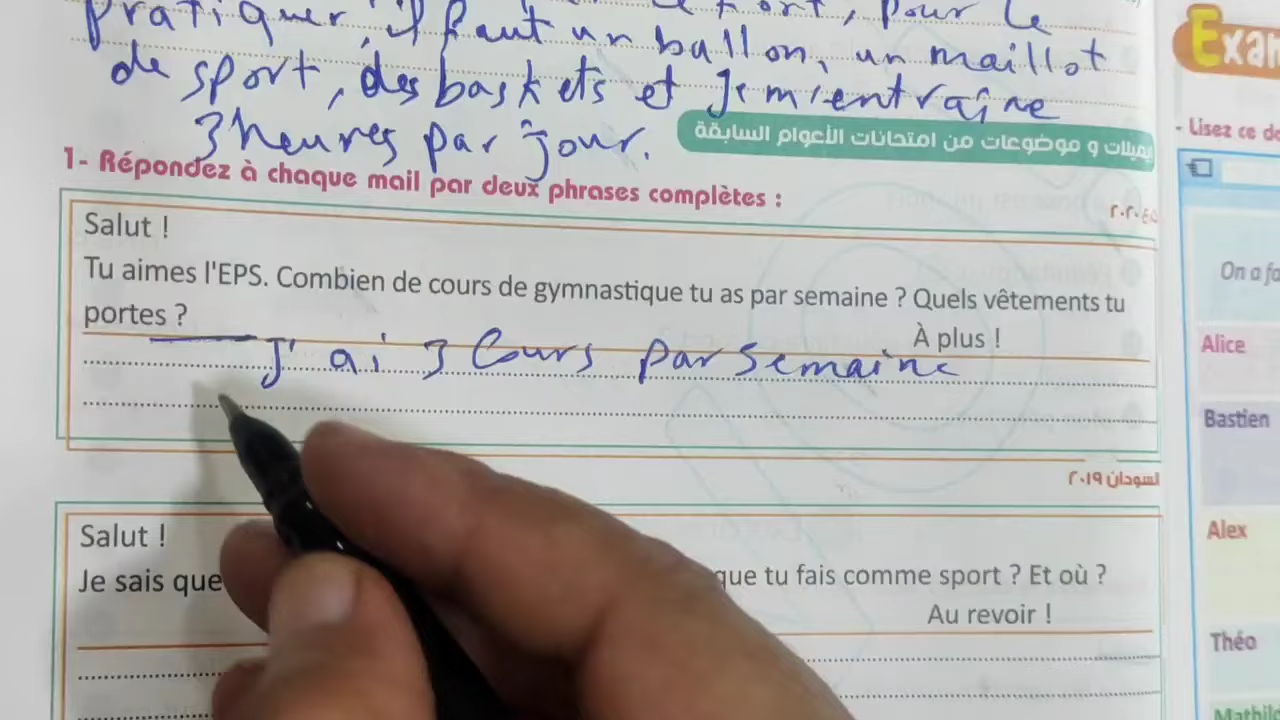 pratiquer, il faut un ballon, un maillot
de sport, des baskets et Je m'entraîne
3 heures par jour.
يميلات و موضوعات من امتحانات الأعوام السابقة
1- Répondez à chaque mail par deux phrases complètes :
Salut !
Tu aimes l'EPS. Combien de cours de gymnastique tu as par semaine ? Quels vêtements tu
portes ?
À plus !
J'ai 3 Cours par semaine
السودان ٢٠١٩
Salut !
Je sais que
que tu fais comme sport ? Et où ?
Au revoir !
Exam
- Lisez ce do
On a fa
Alice
Bastien
Alex
Théo
Mathild